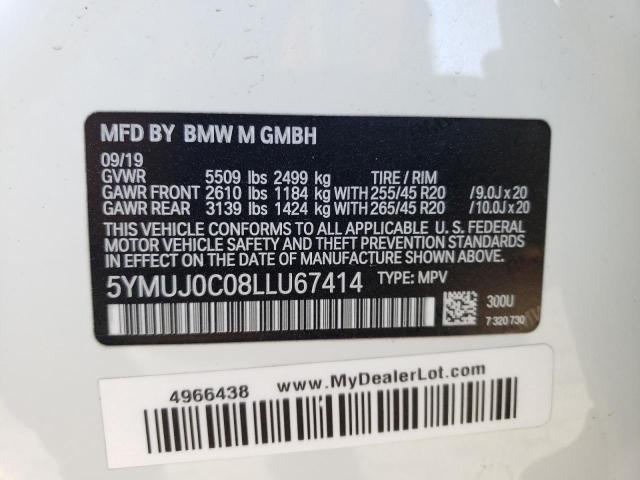 MFD BY BMW M GMBH
09/19
GVWR 5509 lbs 2499 kg TIRE / RIM
GAWR FRONT 2610 lbs 1184 kg WITH 255/45 R20 / 9.0J x 20
GAWR REAR 3139 lbs 1424 kg WITH 265/45 R20 / 10.0J x 20
THIS VEHICLE CONFORMS TO ALL APPLICABLE U. S. FEDERAL
MOTOR VEHICLE SAFETY AND THEFT PREVENTION STANDARDS
IN EFFECT ON THE DATE OF MANUFACTURE SHOWN ABOVE.
5YMUJ0C08LLU67414 TYPE: MPV
300U
7 320 730
4966438 www.MyDealerLot.com